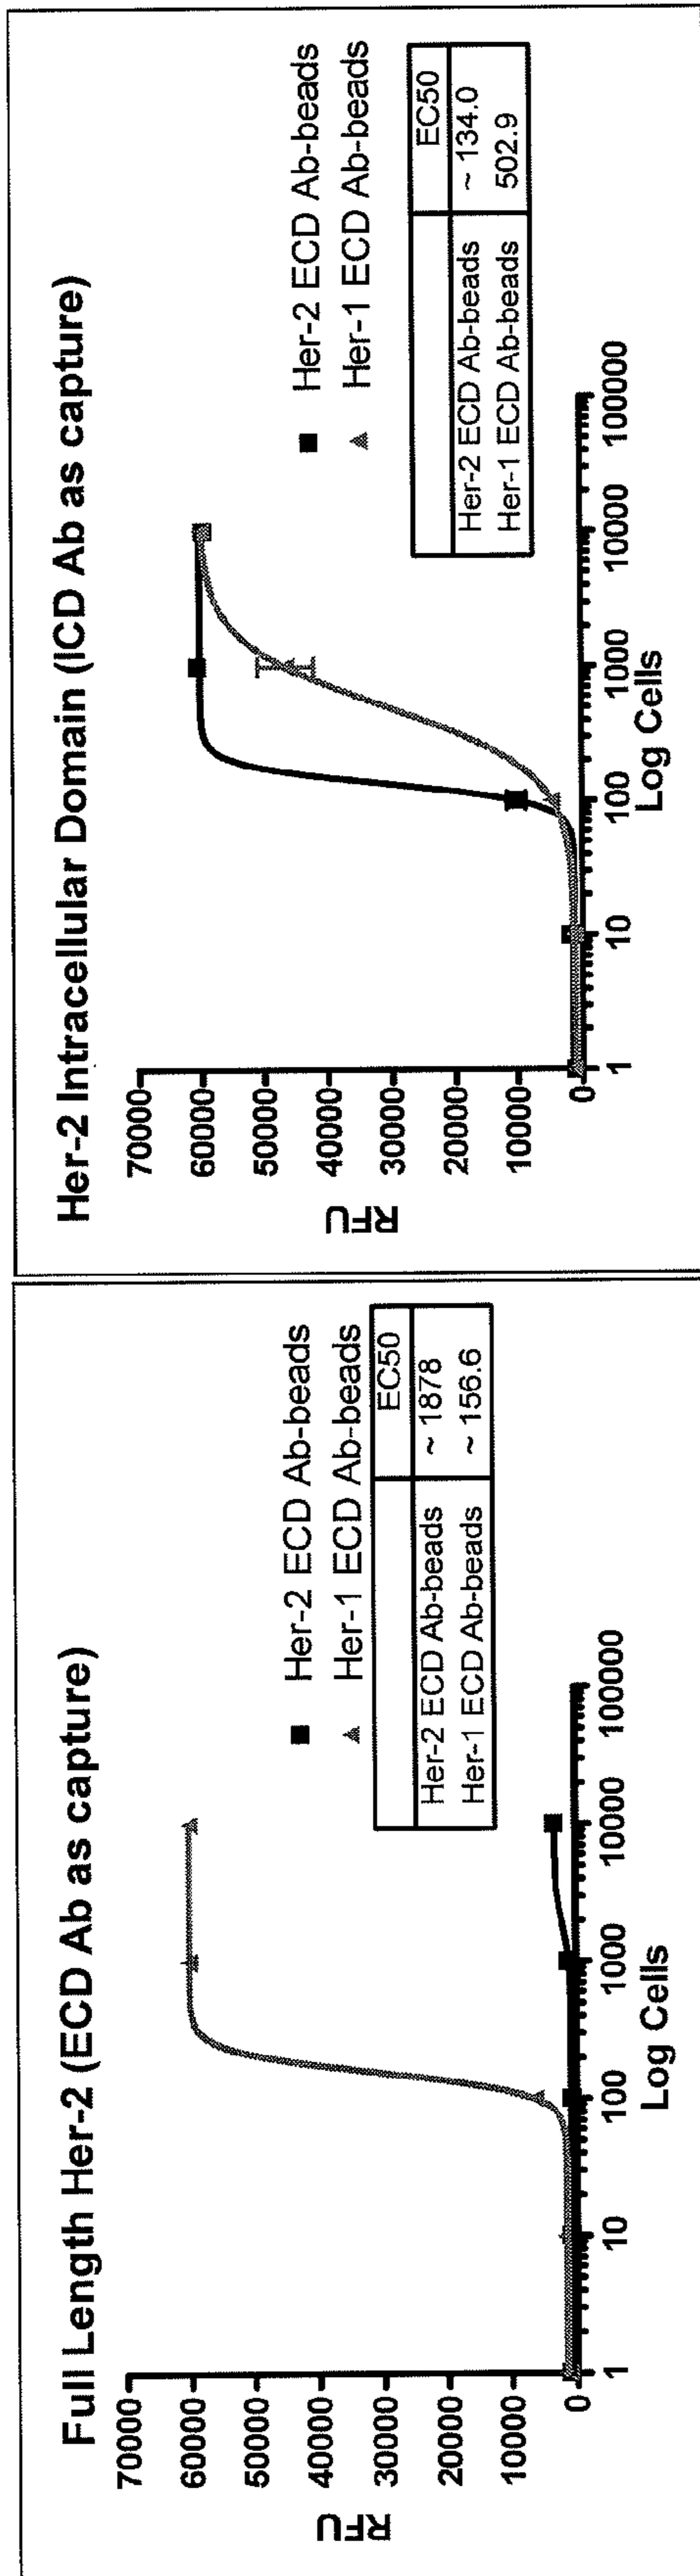 Full Length Her-2 (ECD Ab as capture)
70000
60000
50000
40000
30000
20000
10000
0
RFU
1
10
100
1000
10000
100000
Log Cells
Her-2 ECD Ab-beads
Her-1 ECD Ab-beads
EC50
Her-2 ECD Ab-beads ~ 1878
Her-1 ECD Ab-beads ~ 156.6
Her-2 Intracellular Domain (ICD Ab as capture)
70000
60000
50000
40000
30000
20000
10000
0
RFU
1
10
100
1000
10000
100000
Log Cells
Her-2 ECD Ab-beads
Her-1 ECD Ab-beads
EC50
Her-2 ECD Ab-beads ~ 134.0
Her-1 ECD Ab-beads 502.9